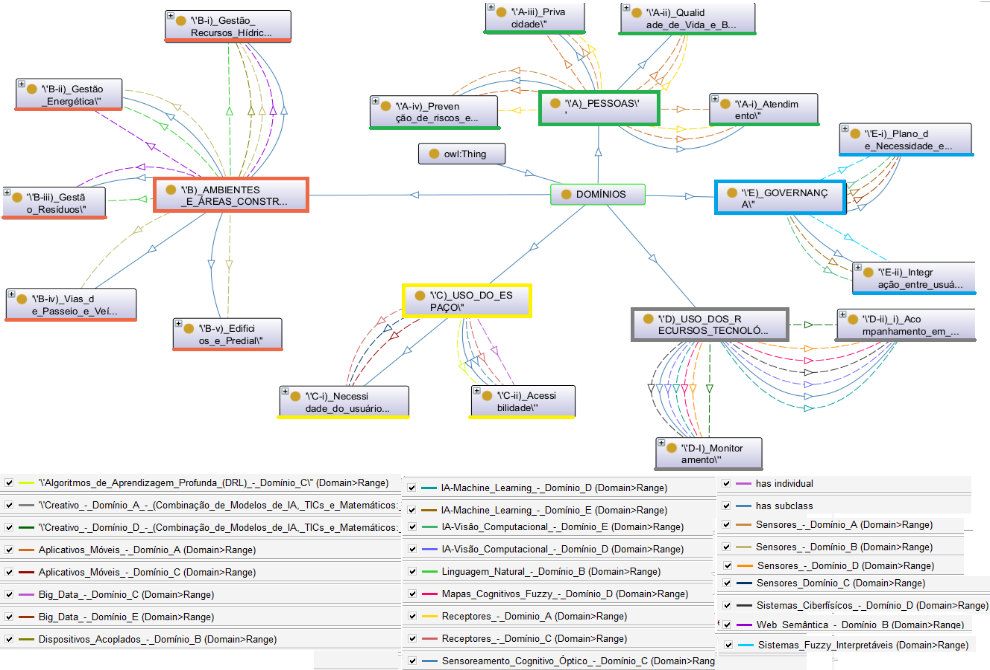 "\'B-i)_Gestão_
Recursos_Hídric...
"\'A-iii)_Priva
cidade\"
"\'A-ii)_Qualid
ade_de_Vida_e_B...
"\'B-ii)_Gestão
_Energética\"
"\'A-iv)_Preven
ção_de_riscos_e...
"\'A)_PESSOAS\'
'
"\'A-i)_Atendim
ento\"
"\'E-i)_Plano_d
e_Necessidade_e...
owl:Thing
"\'B-iii)_Gestã
o_Resíduos\"
"\'B)_AMBIENTES
_E_ÁREAS_CONSTR...
DOMÍNIOS
"\'E)_GOVERNANÇ
A\"
"\'E-ii)_Integr
ação_entre_usuá...
"\'B-iv)_Vias_d
e_Passeio_e_Veí...
"\'B-v)_Edifici
os_e_Predial\"
"\'C)_USO_DO_ES
PAÇO\"
"\'D)_USO_DOS_R
ECURSOS_TECNOLÓ...
"\'D-ii)_i)_Aco
mpanhamento_em_...
"\'C-i)_Necessi
dade_do_usuário...
"\'C-ii)_Acessi
bilidade\"
"\'D-I)_Monitor
amento\"
"\'Algoritmos_de_Aprendizagem_Profunda_(DRL)_-_Domínio_C\" (Domain>Range)
"\'Creativo_-_Domínio_A_-_(Combinação_de_Modelos_de_IA,_TICs_e_Matemáticos:_
"\'Creativo_-_Domínio_D_-_(Combinação_de_Modelos_de_IA,_TICs_e_Matemáticos:_
Aplicativos_Móveis_-_Domínio_A (Domain>Range)
Aplicativos_Móveis_-_Domínio_C (Domain>Range)
Big_Data_-_Domínio_C (Domain>Range)
Big_Data_-_Domínio_E (Domain>Range)
Dispositivos_Acoplados_-_Domínio_B (Domain>Range)
IA-Machine_Learning_-_Domínio_D (Domain>Range)
IA-Machine_Learning_-_Domínio_E (Domain>Range)
IA-Visão_Computacional_-_Domínio_E (Domain>Range)
IA-Visão_Computacional_-_Domínio_D (Domain>Range)
Linguagem_Natural_-_Domínio_B (Domain>Range)
Mapas_Cognitivos_Fuzzy_-_Domínio_D (Domain>Range)
Receptores_-_Dominio_A (Domain>Range)
Receptores_-_Domínio_C (Domain>Range)
Sensoreamento_Cognitivo_Óptico_-_Domínio_C (Domain>Rang
has individual
has subclass
Sensores_-_Domínio_A (Domain>Range)
Sensores_-_Domínio_B (Domain>Range)
Sensores_-_Domínio_D (Domain>Range)
Sensores_Domínio_C (Domain>Range)
Sistemas_Ciberfísicos_-_Domínio_D (Domain>Range)
Web_Semântica_-_Domínio_B (Domain>Range)
Sistemas_Fuzzy_Interpretáveis (Domain>Range)